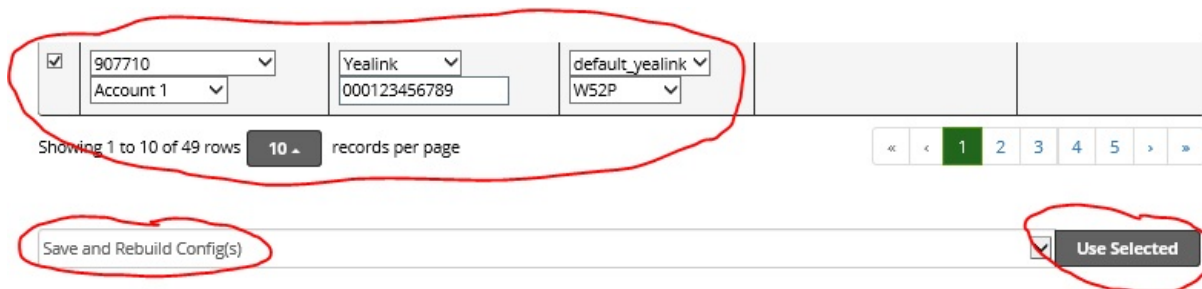 907710 Yealink default_yealink
Account 1 000123456789 W52P
Showing 1 to 10 of 49 rows 10 records per page « ‹ 1 2 3 4 5 › »
Save and Rebuild Config(s) Use Selected